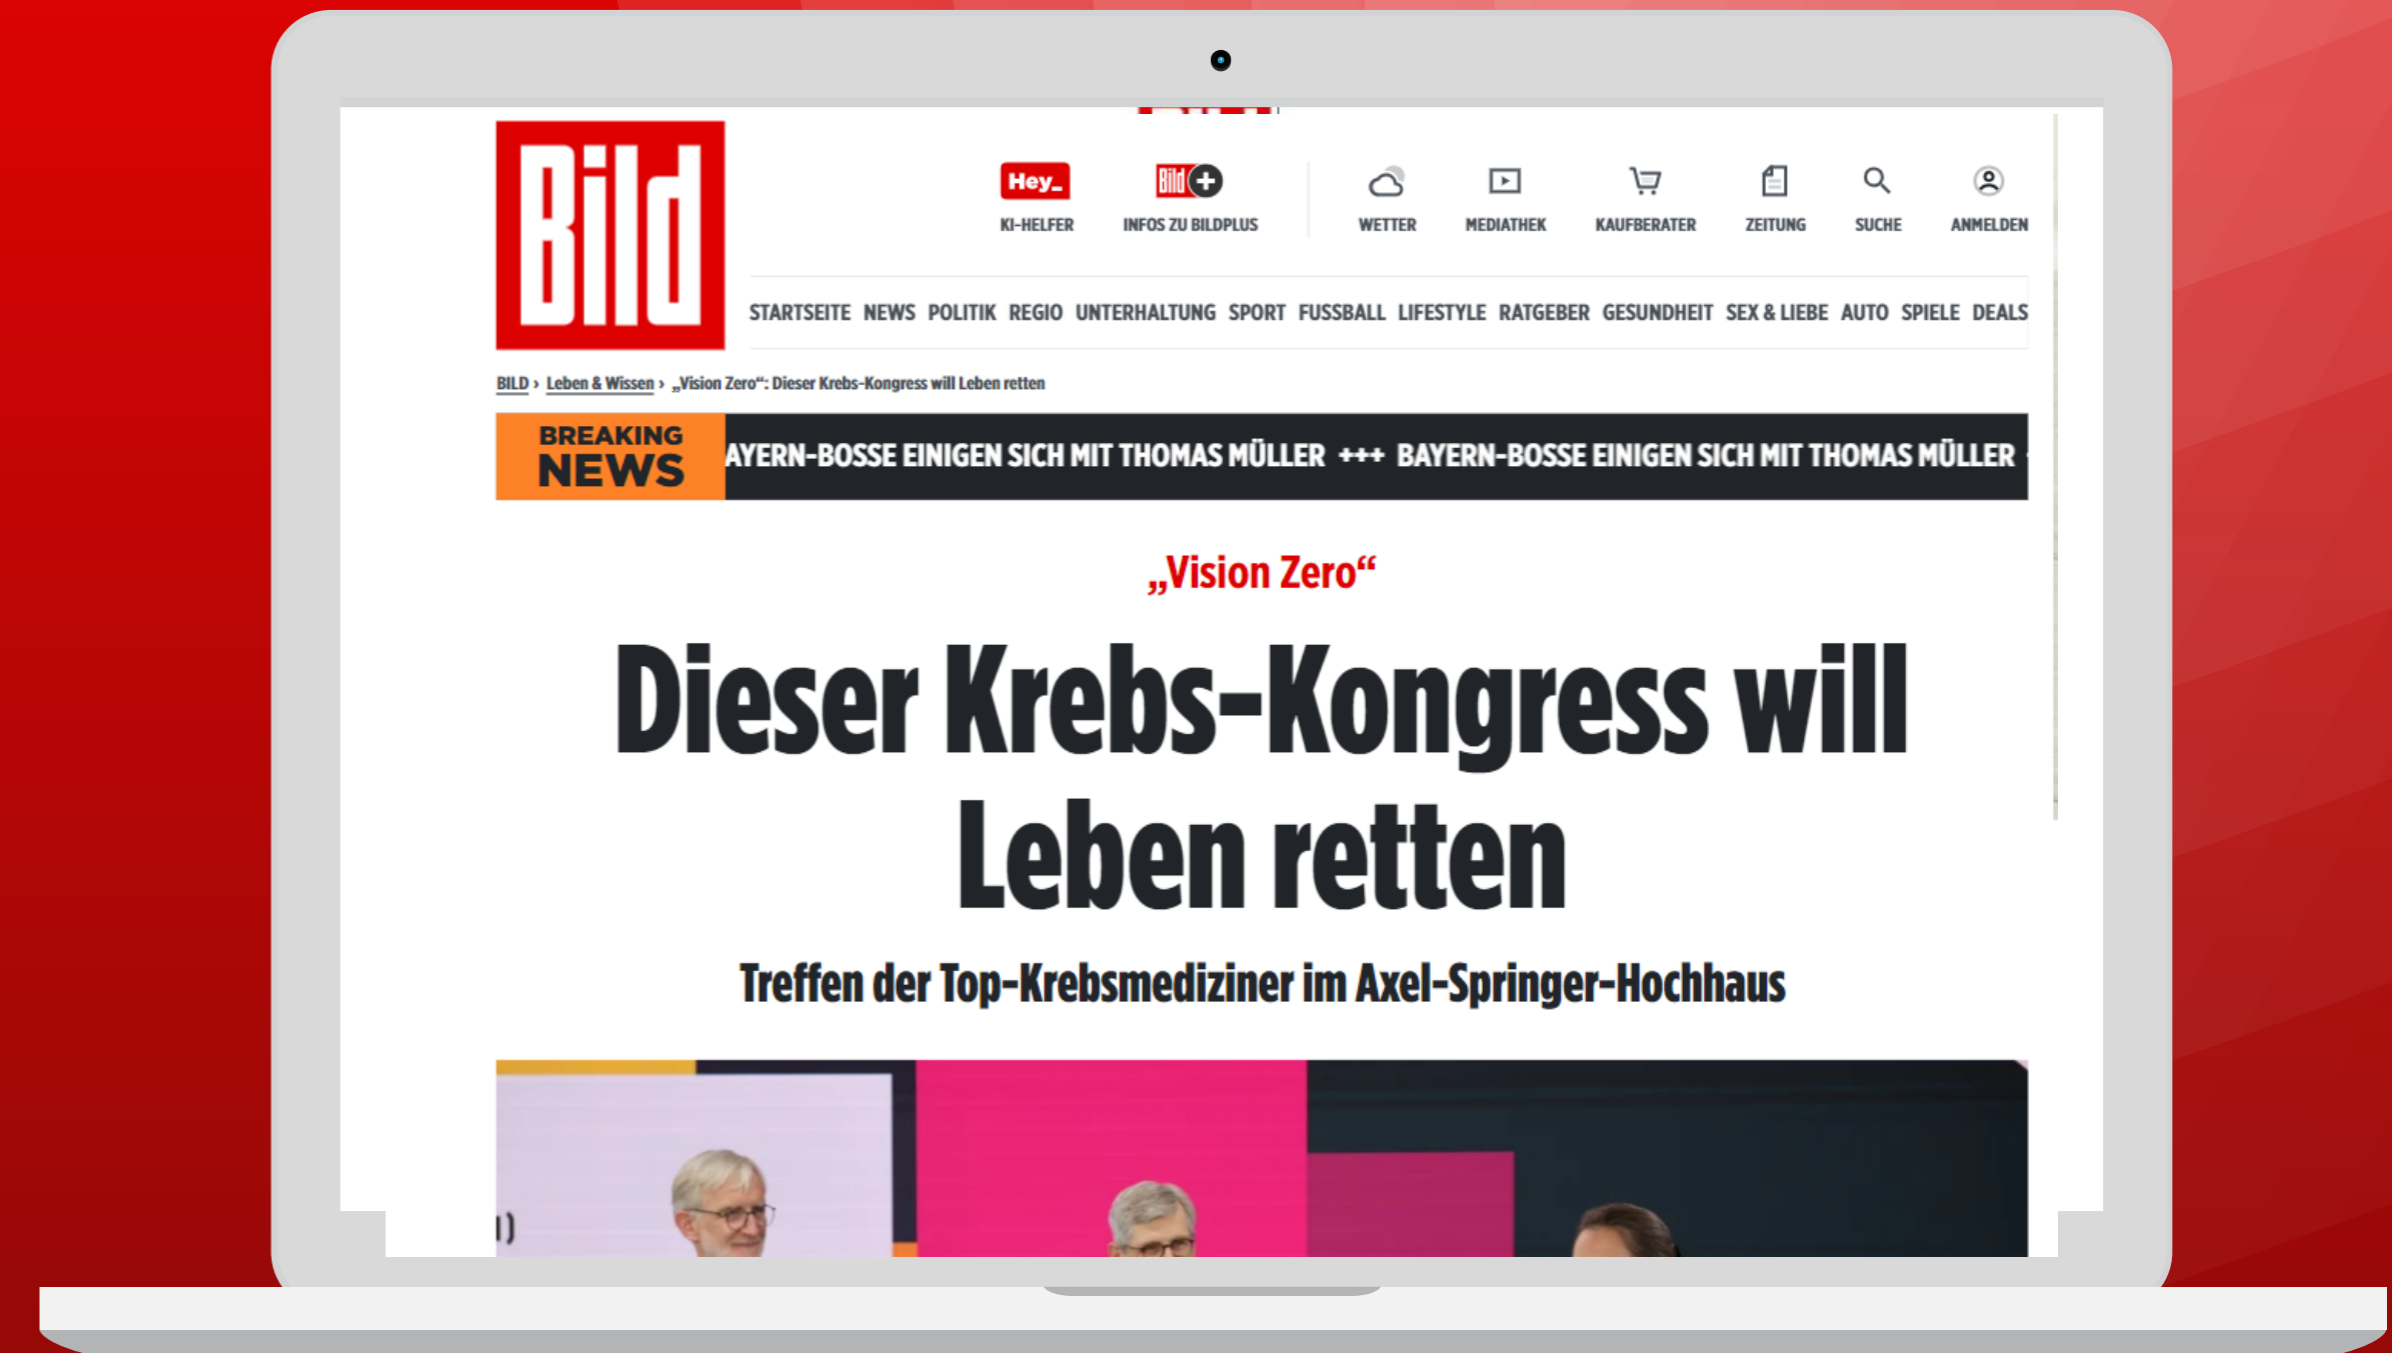 Bild
Hey_
KI-HELFER
Bild+
INFOS ZU BILDPLUS
WETTER
MEDIATHEK
KAUFBERATER
ZEITUNG
SUCHE
ANMELDEN
STARTSEITE NEWS POLITIK REGIO UNTERHALTUNG SPORT FUSSBALL LIFESTYLE RATGEBER GESUNDHEIT SEX & LIEBE AUTO SPIELE DEALS
BILD › Leben & Wissen › „Vision Zero“: Dieser Krebs-Kongress will Leben retten
BREAKING
NEWS
AYERN-BOSSE EINIGEN SICH MIT THOMAS MÜLLER +++ BAYERN-BOSSE EINIGEN SICH MIT THOMAS MÜLLER
„Vision Zero“
Dieser Krebs-Kongress will
Leben retten
Treffen der Top-Krebsmediziner im Axel-Springer-Hochhaus